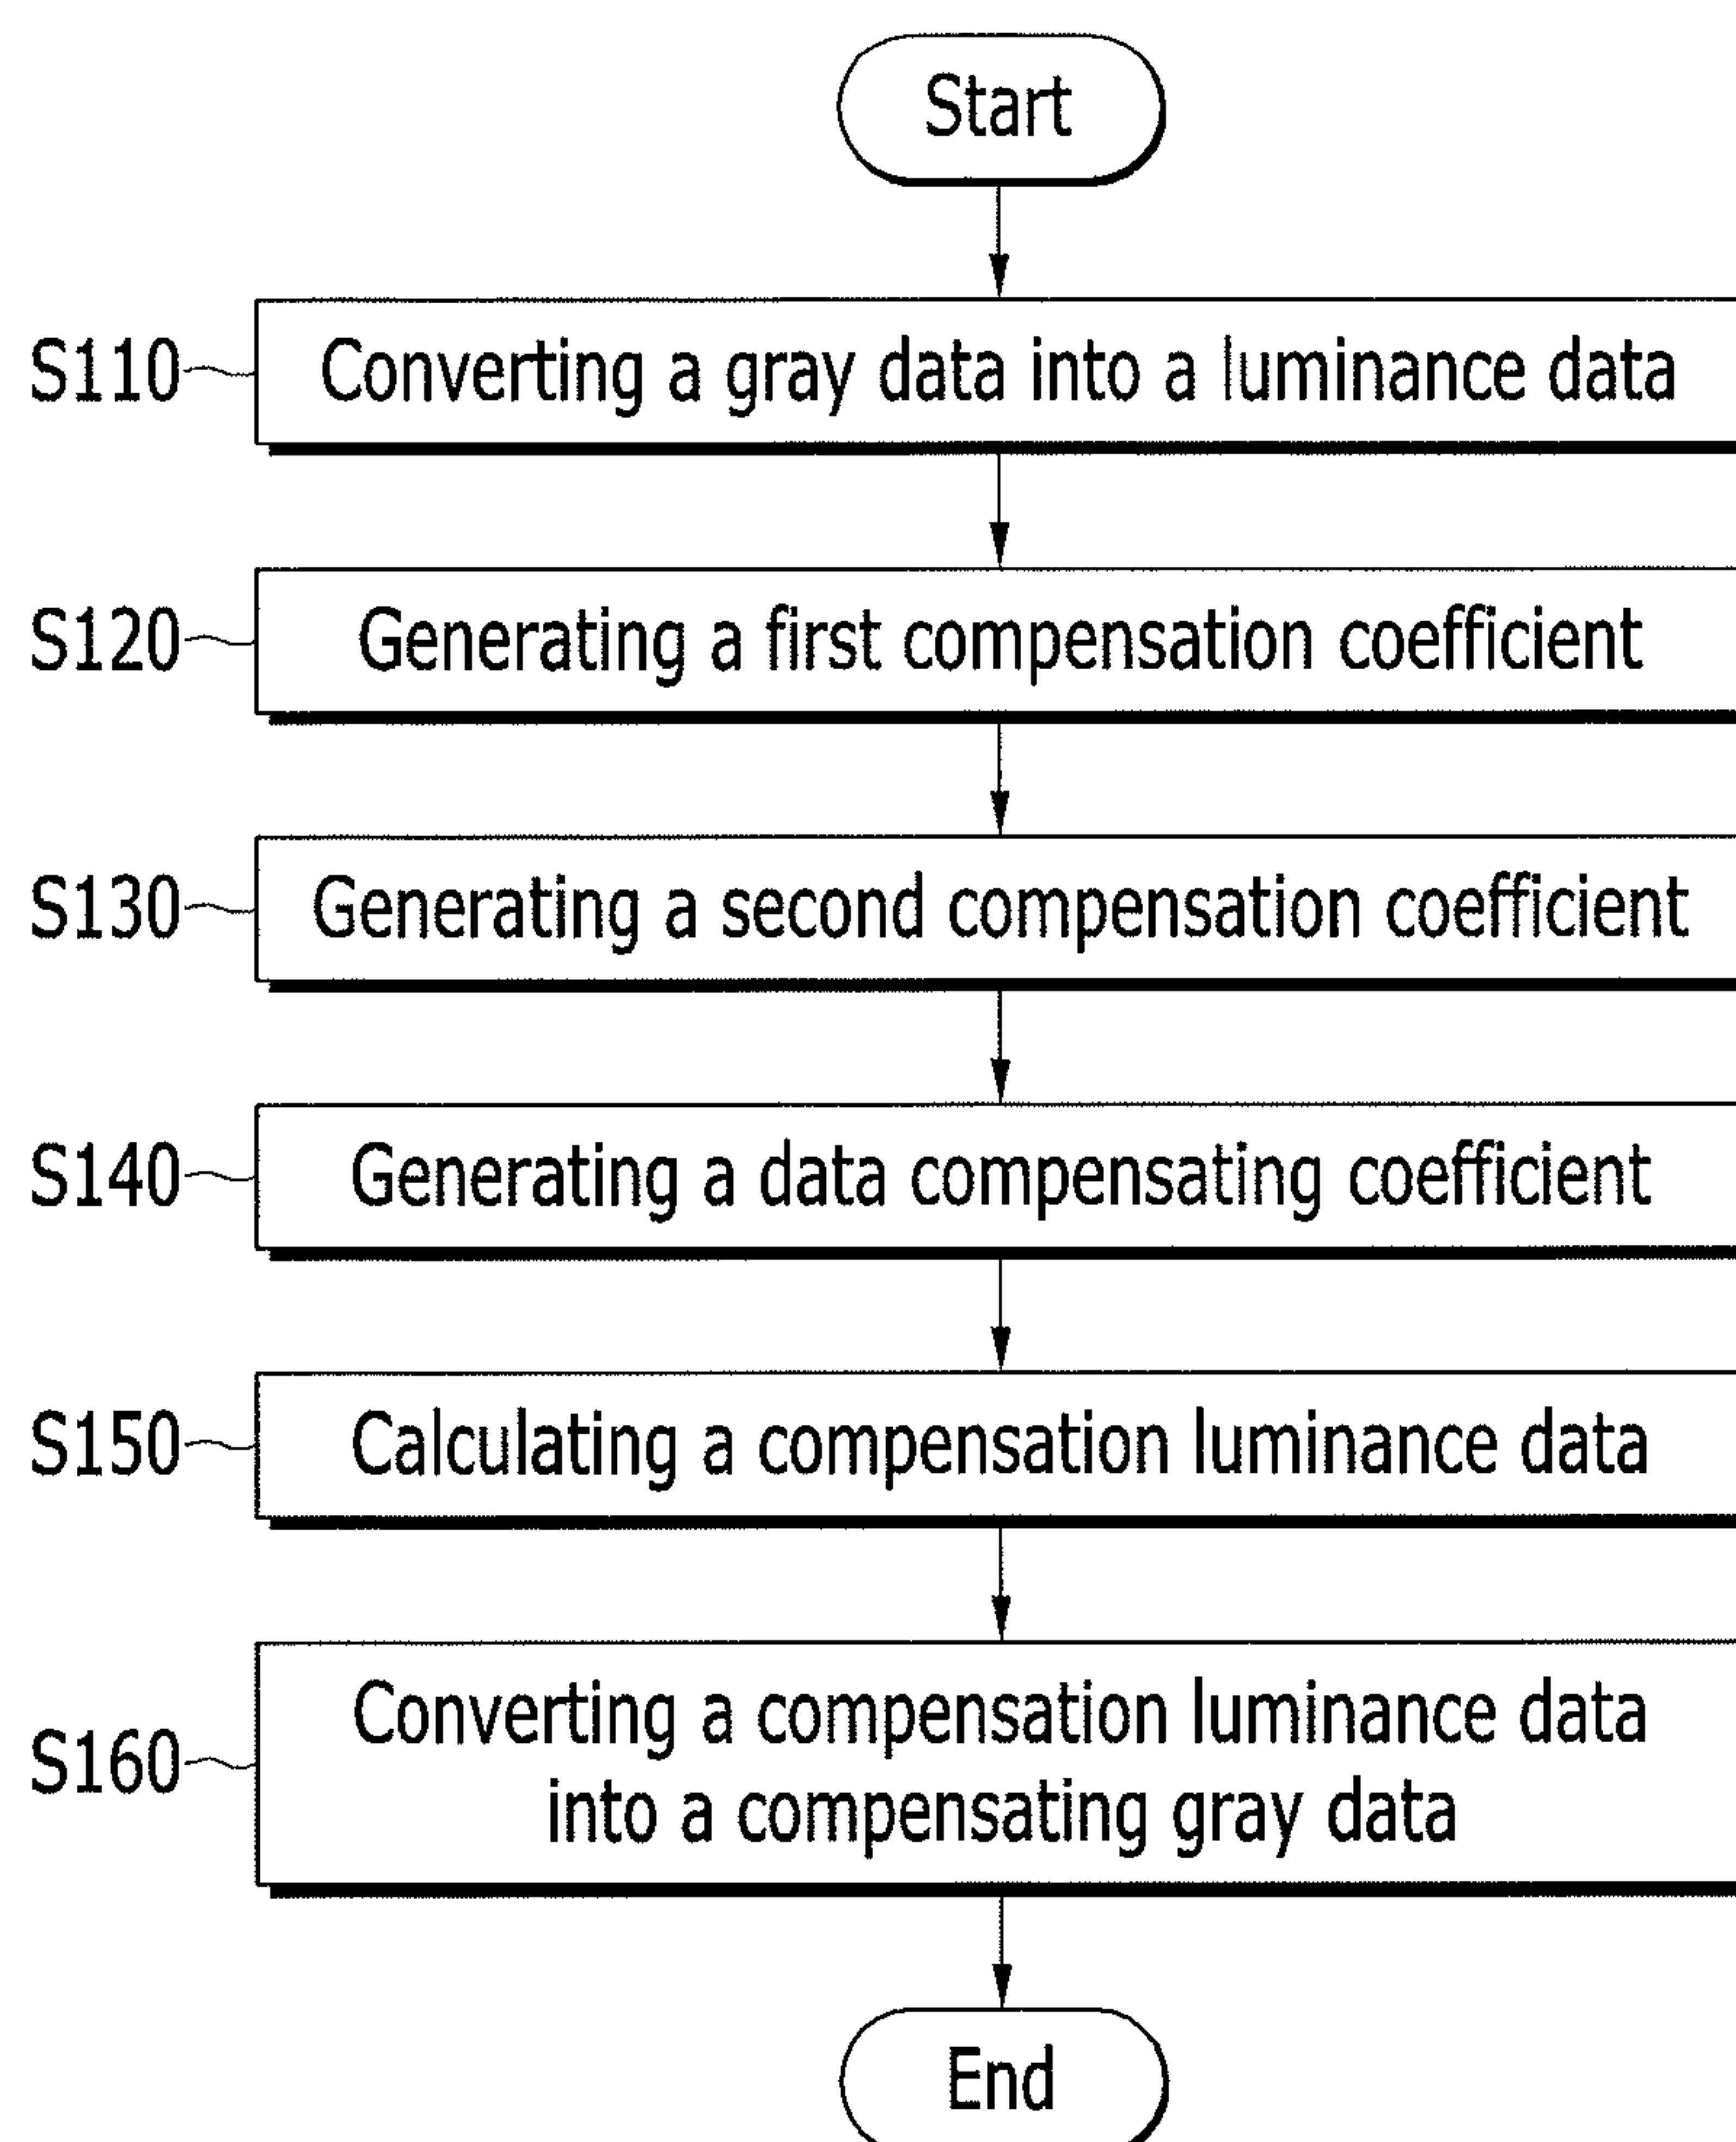 Start
S110 Converting a gray data into a luminance data
S120 Generating a first compensation coefficient
S130 Generating a second compensation coefficient
S140 Generating a data compensating coefficient
S150 Calculating a compensation luminance data
S160 Converting a compensation luminance data
into a compensating gray data
End